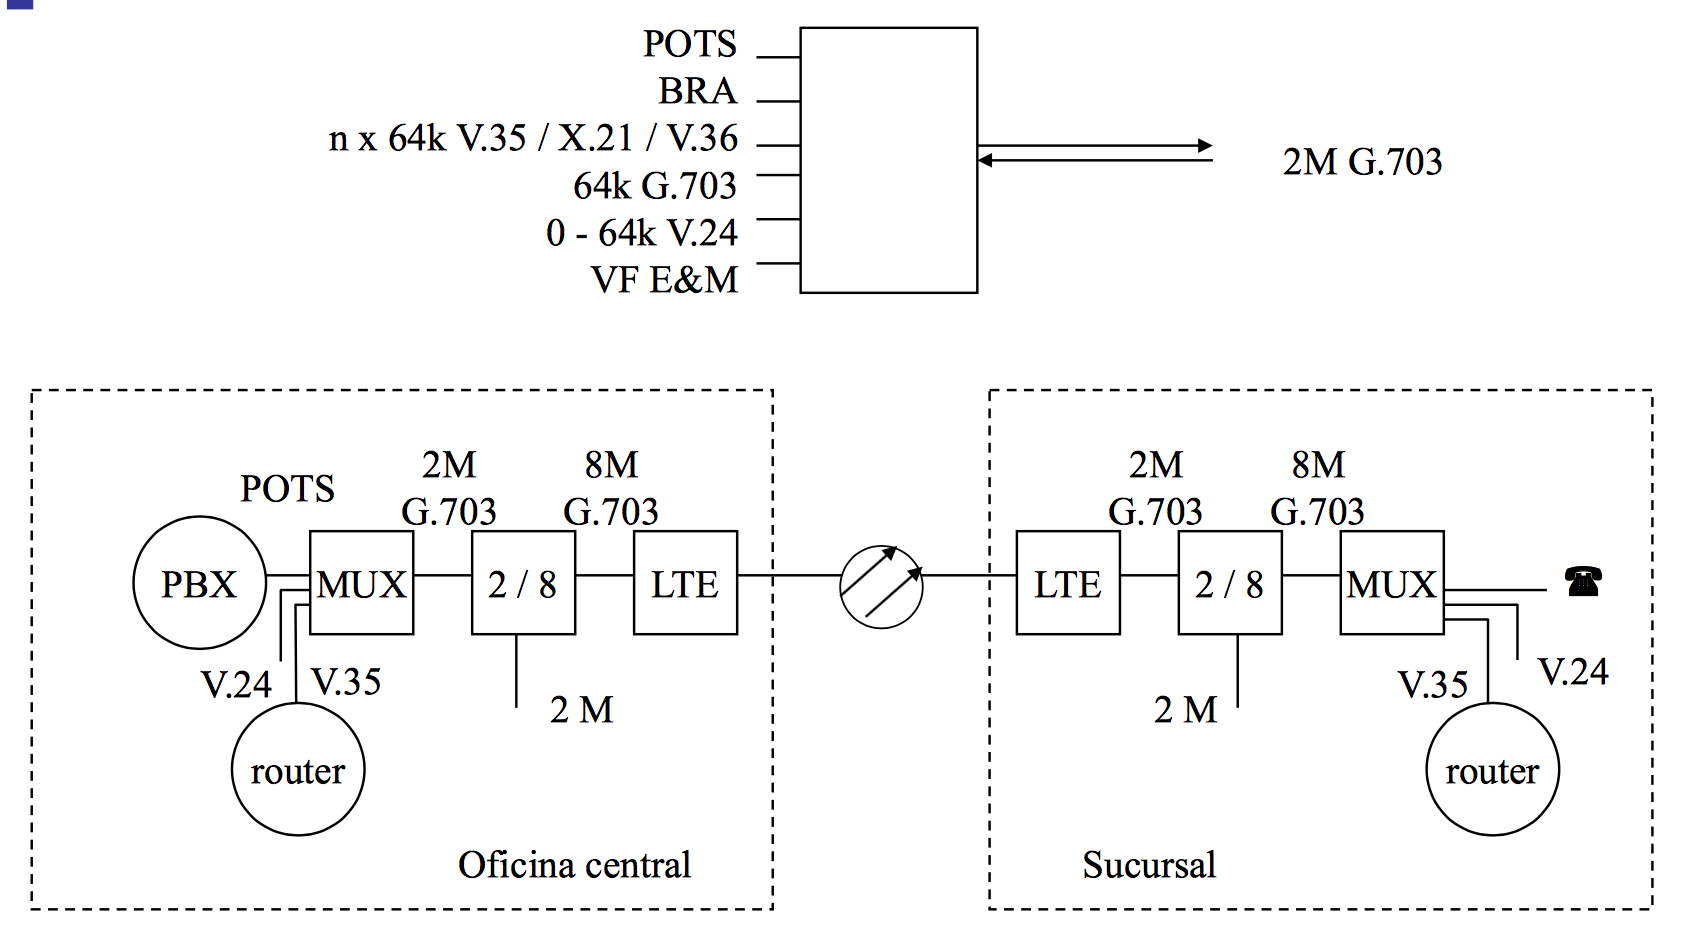 POTS
BRA
n x 64k V.35 / X.21 / V.36
64k G.703
0 - 64k V.24
VF E&M
2M G.703
POTS
2M
G.703
8M
G.703
PBX
MUX
2 / 8
LTE
V.24
V.35
2 M
router
Oficina central
2M
G.703
8M
G.703
LTE
2 / 8
MUX
V.35
V.24
2 M
router
Sucursal